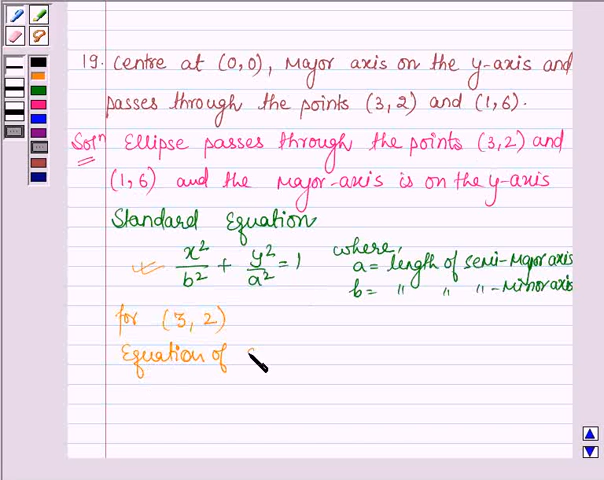 19. Centre at (0,0), Major axis on the y-axis and
passes through the points (3,2) and (1,6).
Solⁿ Ellipse passes through the points (3,2) and
(1,6) and the Major-axis is on the y-axis
Standard Equation
x²/b² + y²/a² = 1 where,
a = length of semi-Major axis
b = " " " -Minor axis
for (3, 2)
Equation of